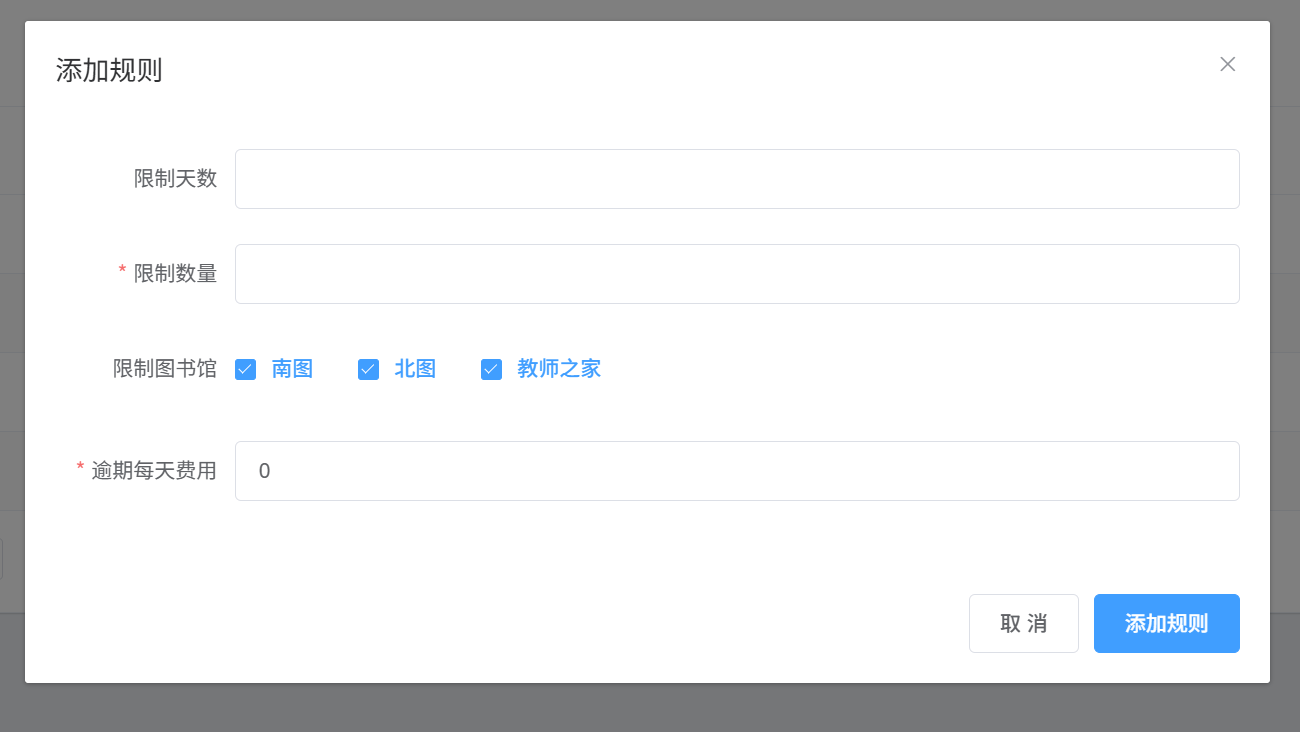 添加规则
限制天数
* 限制数量
限制图书馆 南图 北图 教师之家
* 逾期每天费用 0
取 消 添加规则